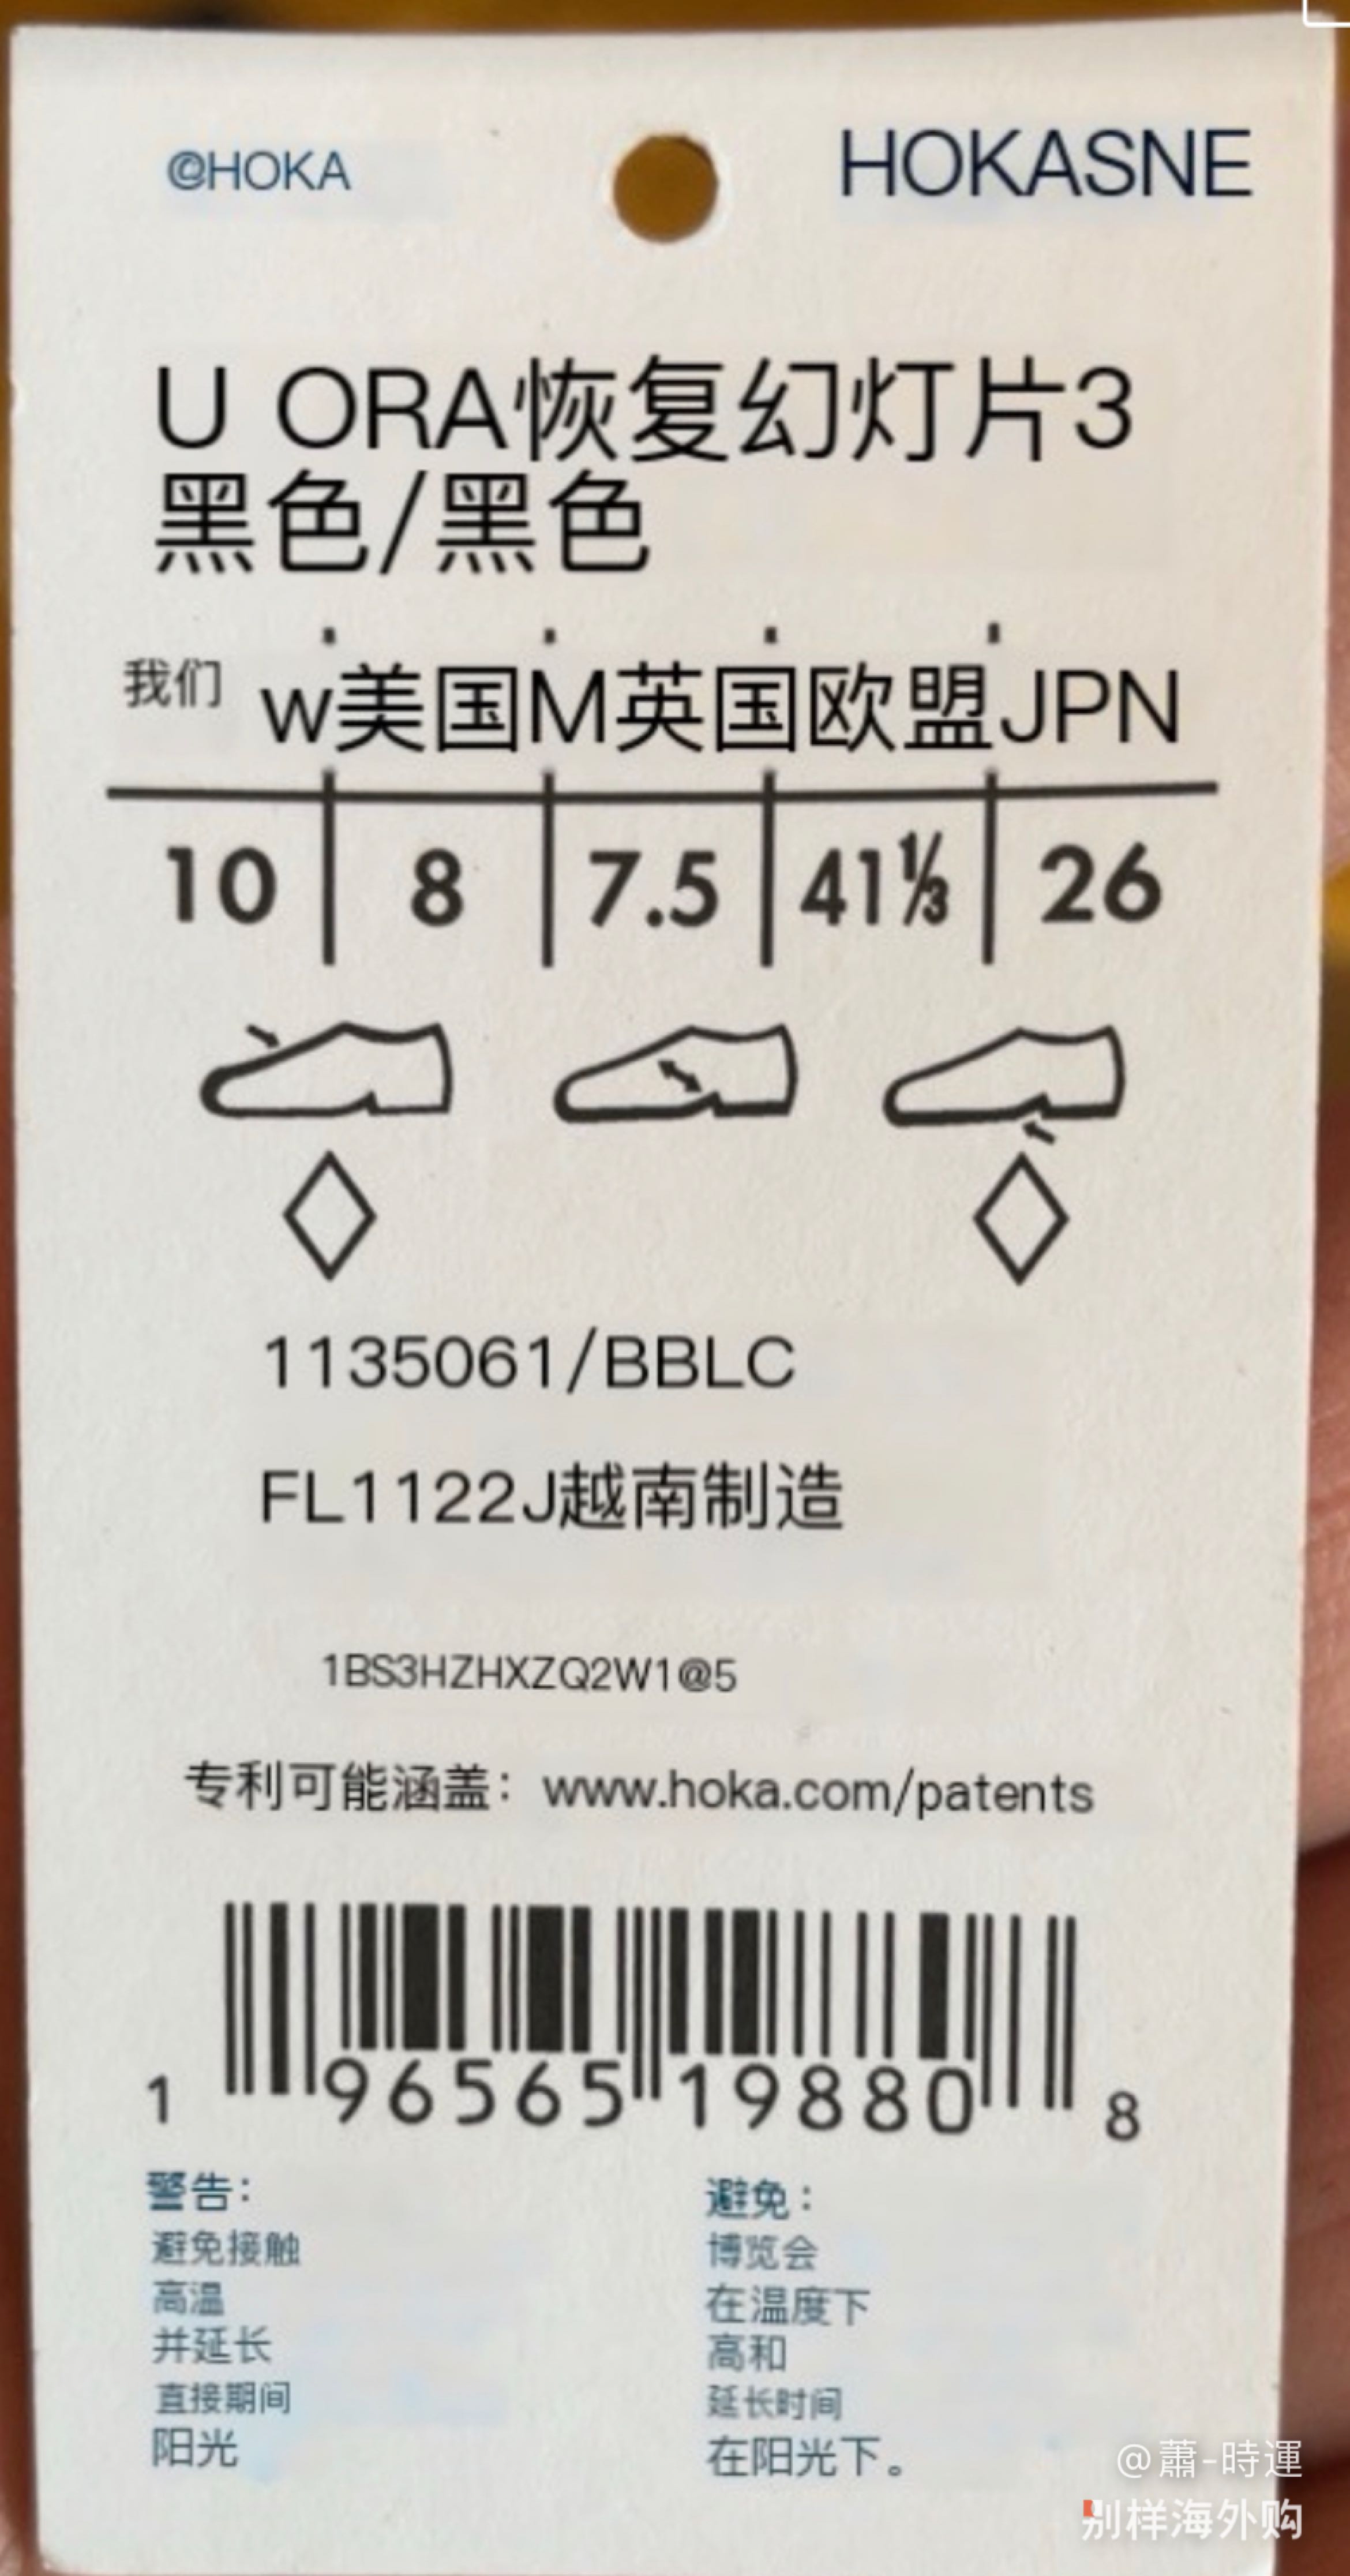 @HOKA
HOKASNE
U ORA恢复幻灯片3
黑色/黑色
我们 w美国M英国欧盟JPN
10 8 7.5 41⅓ 26
1135061/BBLC
FL1122J越南制造
1BS3HZHXZQ2W1@5
专利可能涵盖：www.hoka.com/patents
1 96565 19880 8
警告：
避免接触
高温
并延长
直接期间
阳光
避免：
博览会
在温度下
高和
延长时间
在阳光下。
@蕭-時運
别样海外购